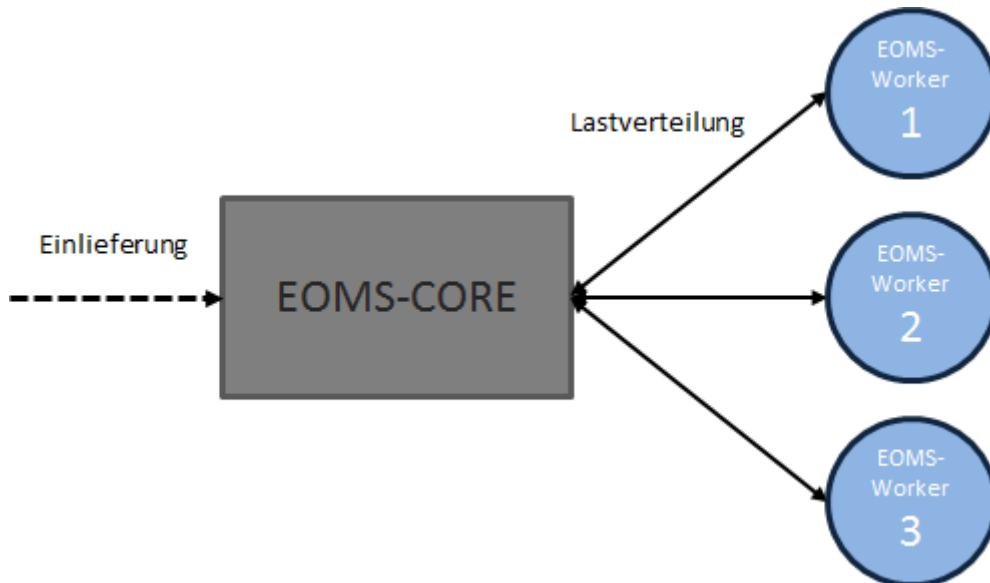 Einlieferung
EOMS-CORE
Lastverteilung
EOMS-
Worker
1
EOMS-
Worker
2
EOMS-
Worker
3